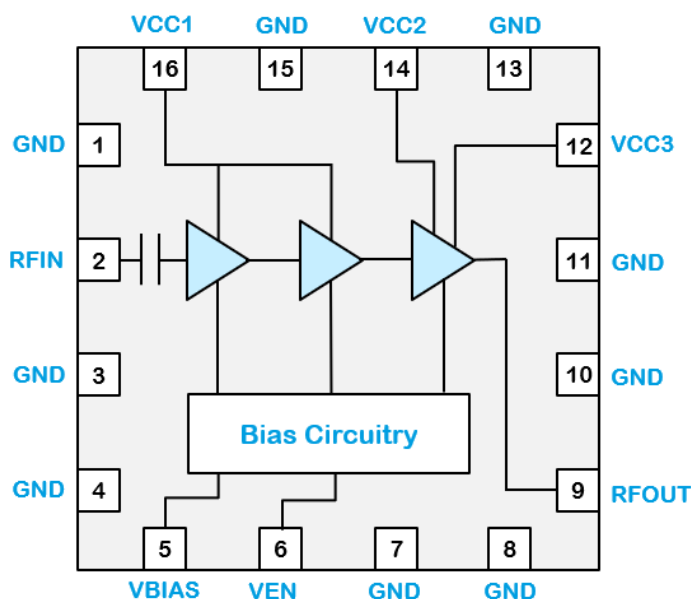 VCC1 GND VCC2 GND
16 15 14 13
GND 1 12 VCC3
RFIN 2 11 GND
GND 3 10 GND
Bias Circuitry
GND 4 9 RFOUT
5 6 7 8
VBIAS VEN GND GND